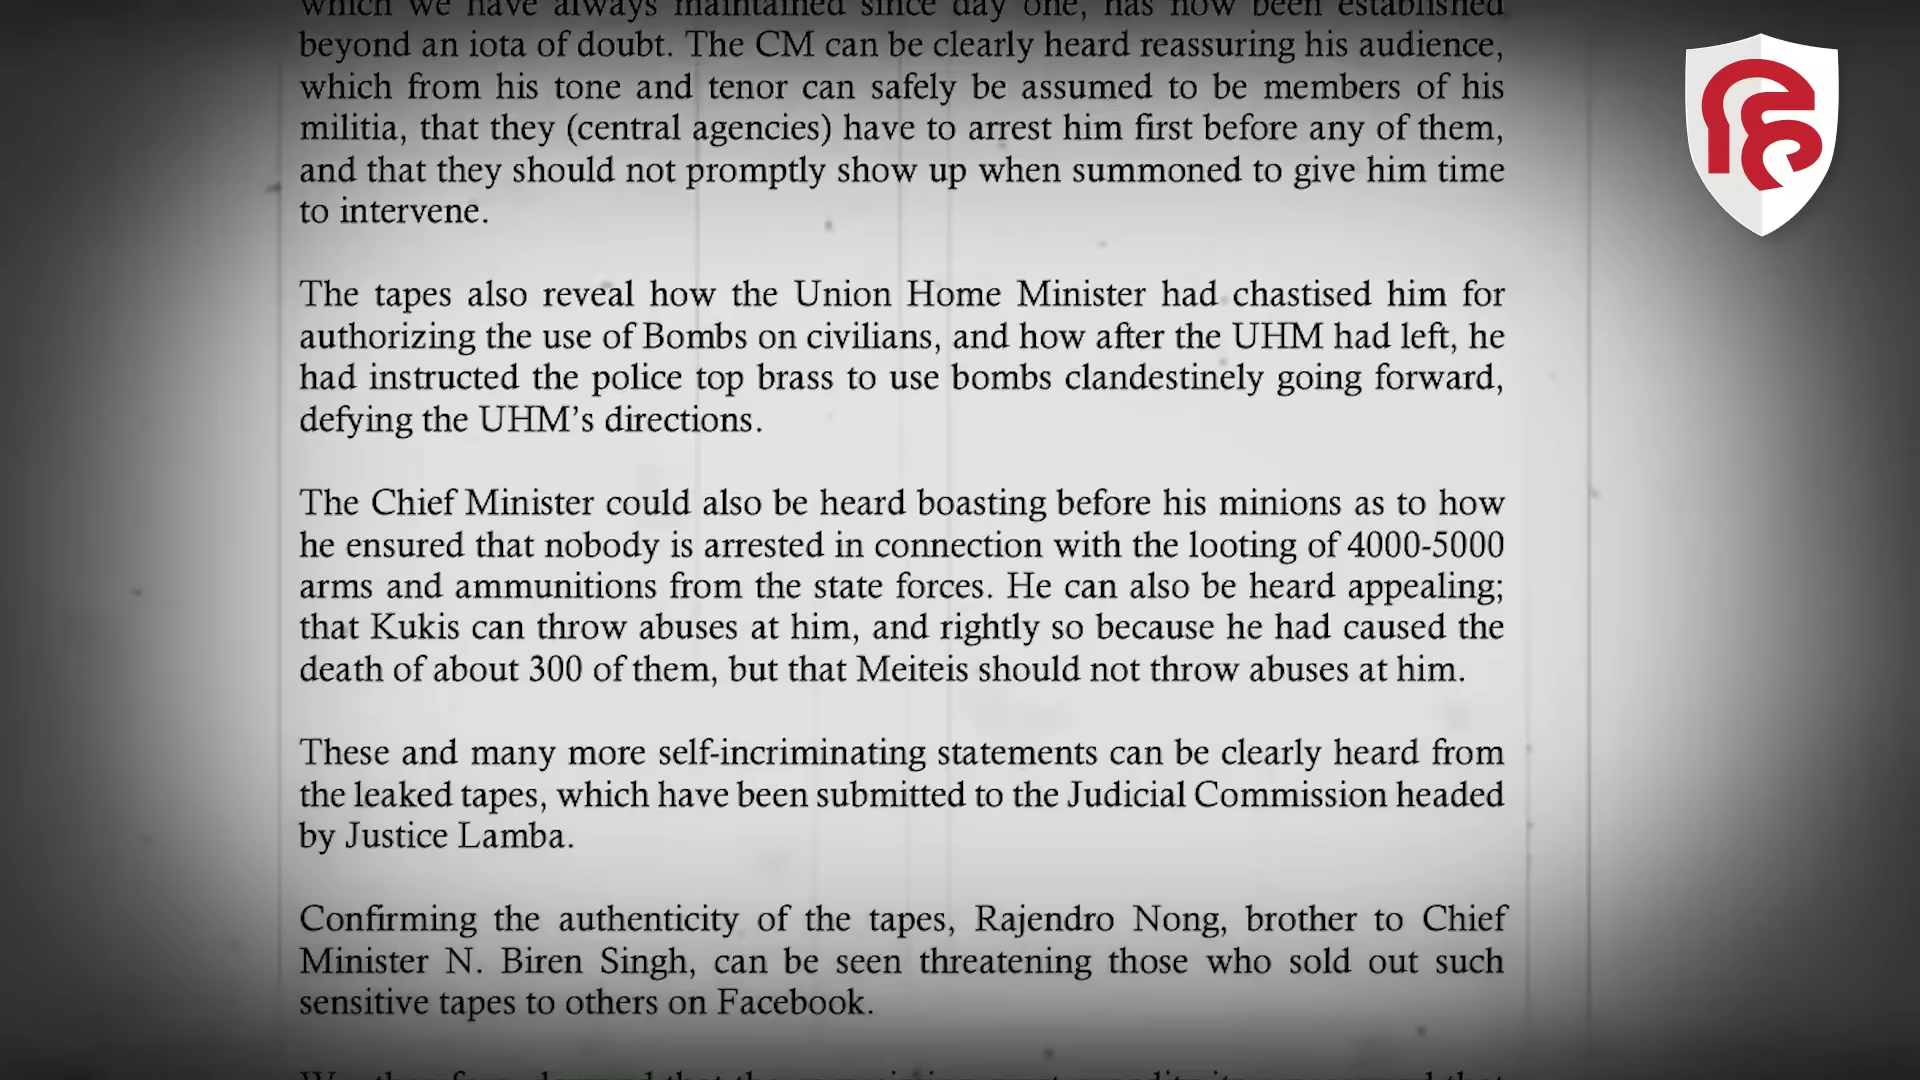 which we have always maintained since day one, has now been established
beyond an iota of doubt. The CM can be clearly heard reassuring his audience,
which from his tone and tenor can safely be assumed to be members of his
militia, that they (central agencies) have to arrest him first before any of them,
and that they should not promptly show up when summoned to give him time
to intervene.
The tapes also reveal how the Union Home Minister had chastised him for
authorizing the use of Bombs on civilians, and how after the UHM had left, he
had instructed the police top brass to use bombs clandestinely going forward,
defying the UHM’s directions.
The Chief Minister could also be heard boasting before his minions as to how
he ensured that nobody is arrested in connection with the looting of 4000-5000
arms and ammunitions from the state forces. He can also be heard appealing;
that Kukis can throw abuses at him, and rightly so because he had caused the
death of about 300 of them, but that Meiteis should not throw abuses at him.
These and many more self-incriminating statements can be clearly heard from
the leaked tapes, which have been submitted to the Judicial Commission headed
by Justice Lamba.
Confirming the authenticity of the tapes, Rajendro Nong, brother to Chief
Minister N. Biren Singh, can be seen threatening those who sold out such
sensitive tapes to others on Facebook.